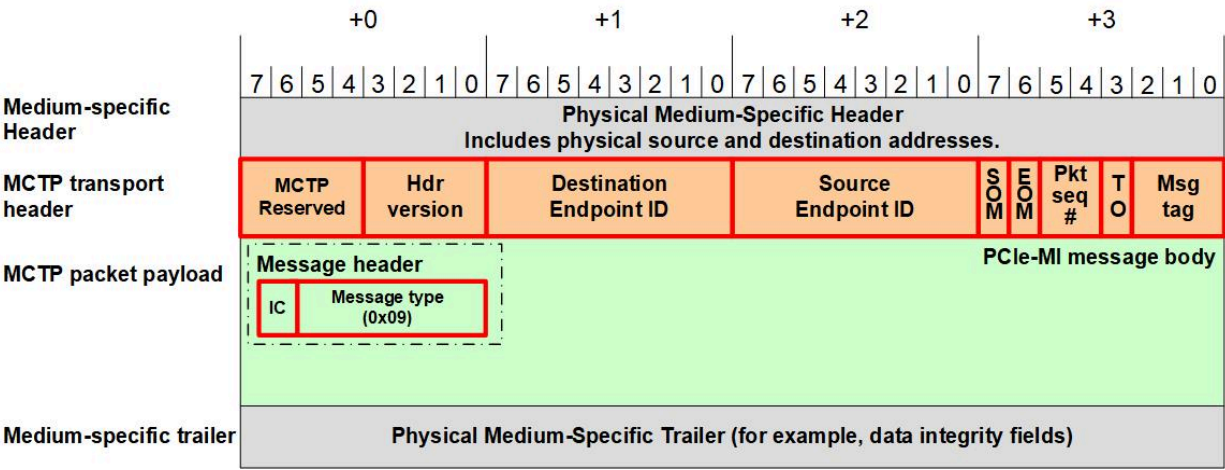 +0 +1 +2 +3
7 6 5 4 3 2 1 0 7 6 5 4 3 2 1 0 7 6 5 4 3 2 1 0 7 6 5 4 3 2 1 0
Medium-specific
Header
Physical Medium-Specific Header
Includes physical source and destination addresses.
MCTP transport
header
MCTP
Reserved
Hdr
version
Destination
Endpoint ID
Source
Endpoint ID
SOM
EOM
Pkt
seq
#
TO
Msg
tag
MCTP packet payload
Message header
IC
Message type
(0x09)
PCIe-MI message body
Medium-specific trailer
Physical Medium-Specific Trailer (for example, data integrity fields)